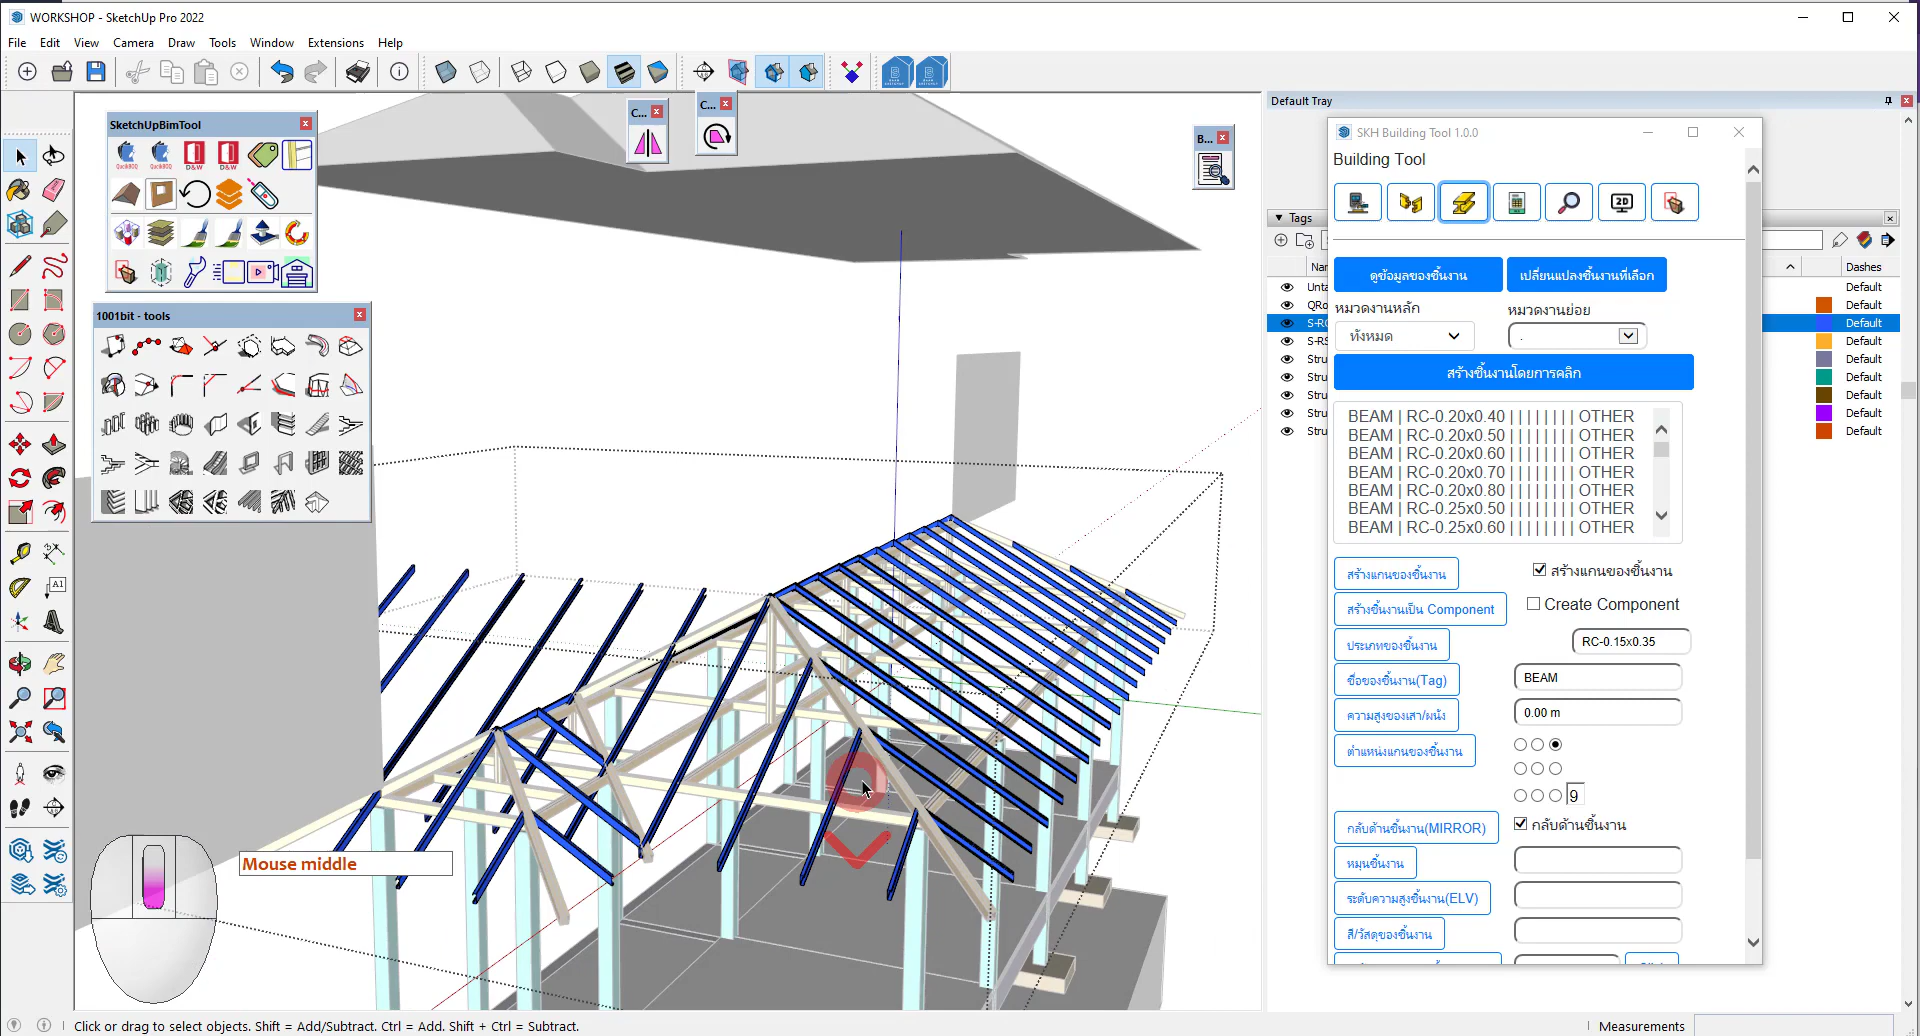 WORKSHOP - SketchUp Pro 2022
File Edit View Camera Draw Tools Window Extensions Help
SketchUpBimTool
QuickBOQ QuickBOQ D&W D&W
C...
C...
B...
1001bit - tools
A1
Default Tray
SKH Building Tool 1.0.0
Building Tool
2D
Tags
ดูข้อมูลของชิ้นงาน เปลี่ยนแปลงชิ้นงานที่เลือก
หมวดงานหลัก หมวดงานย่อย
ทั้งหมด .
สร้างชิ้นงานโดยการคลิก
BEAM | RC-0.20x0.40 | | | | | | | | OTHER
BEAM | RC-0.20x0.50 | | | | | | | | OTHER
BEAM | RC-0.20x0.60 | | | | | | | | OTHER
BEAM | RC-0.20x0.70 | | | | | | | | OTHER
BEAM | RC-0.20x0.80 | | | | | | | | OTHER
BEAM | RC-0.25x0.50 | | | | | | | | OTHER
BEAM | RC-0.25x0.60 | | | | | | | | OTHER
สร้างแกนของชิ้นงาน สร้างแกนของชิ้นงาน
สร้างชิ้นงานเป็น Component Create Component
ประเภทของชิ้นงาน RC-0.15x0.35
ชื่อของชิ้นงาน(Tag) BEAM
ความสูงของเสา/ผนัง 0.00 m
ตำแหน่งแกนของชิ้นงาน
9
กลับด้านชิ้นงาน(MIRROR) กลับด้านชิ้นงาน
หมุนชิ้นงาน
ระดับความสูงชิ้นงาน(ELV)
สี/วัสดุของชิ้นงาน
Nam
Dashes
Unta Default
QRo Default
S-RC Default
S-RS Default
Stru Default
Stru Default
Stru Default
Stru Default
Stru Default
Mouse middle
Click or drag to select objects. Shift = Add/Subtract. Ctrl = Add. Shift + Ctrl = Subtract.
Measurements